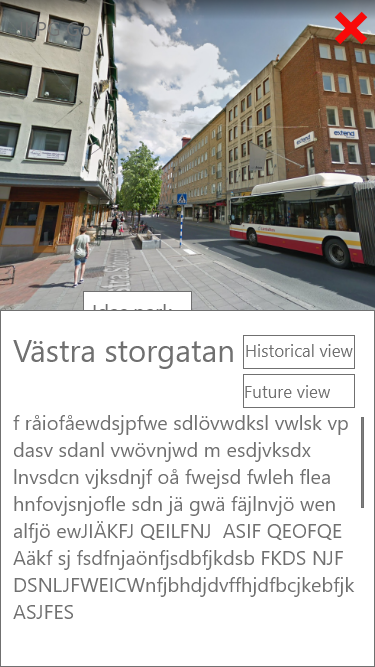 extend
extend
Västra storgatan
Historical view
Future view
f råiofåewdsjpfwe sdlövwdksl vwlsk vp
dasv sdanl vwövnjwd m esdjvksdx
lnvsdcn vjksdnjf oå fwejsd fwleh flea
hnfovjsnjofle sdn jä gwä fäjlnvjö wen
alfjö ewJIÄKFJ QEILFNJ  ASIF QEOFQE
Aäkf sj fsdfnjaönfjsdbfjkdsb FKDS NJF
DSNLJFWEICWnfjbhdjdvffhjdfbcjkebfjk
ASJFES